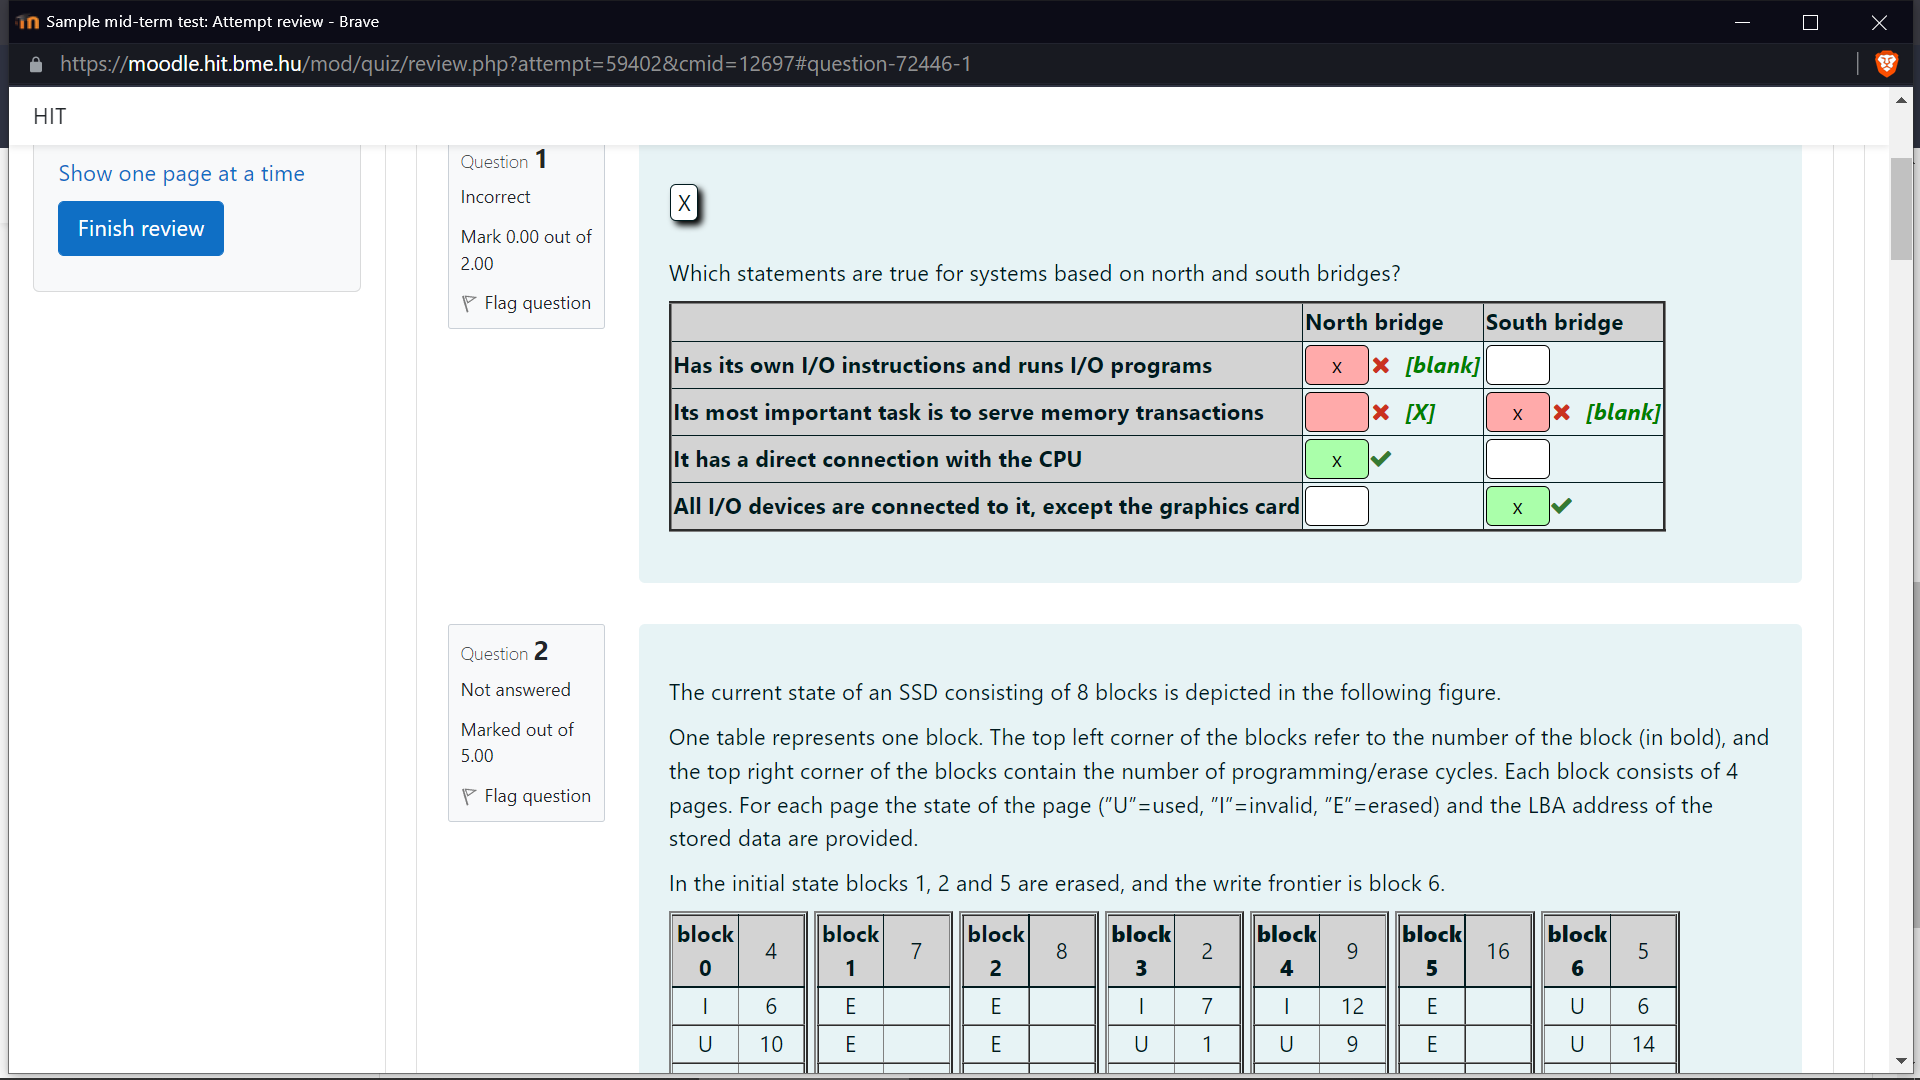 Sample mid-term test: Attempt review - Brave
https://moodle.hit.bme.hu/mod/quiz/review.php?attempt=59402&cmid=12697#question-72446-1
HIT
Show one page at a time
Finish review
Question 1
Incorrect
Mark 0.00 out of
2.00
Flag question
X
Which statements are true for systems based on north and south bridges?
North bridge South bridge
Has its own I/O instructions and runs I/O programs x [blank]
Its most important task is to serve memory transactions [X] x [blank]
It has a direct connection with the CPU x
All I/O devices are connected to it, except the graphics card x
Question 2
Not answered
Marked out of
5.00
Flag question
The current state of an SSD consisting of 8 blocks is depicted in the following figure.
One table represents one block. The top left corner of the blocks refer to the number of the block (in bold), and
the top right corner of the blocks contain the number of programming/erase cycles. Each block consists of 4
pages. For each page the state of the page ("U"=used, "I"=invalid, "E"=erased) and the LBA address of the
stored data are provided.
In the initial state blocks 1, 2 and 5 are erased, and the write frontier is block 6.
block 0 4 block 1 7 block 2 8 block 3 2 block 4 9 block 5 16 block 6 5
I 6 E E I 7 I 12 E U 6
U 10 E E U 1 U 9 E U 14